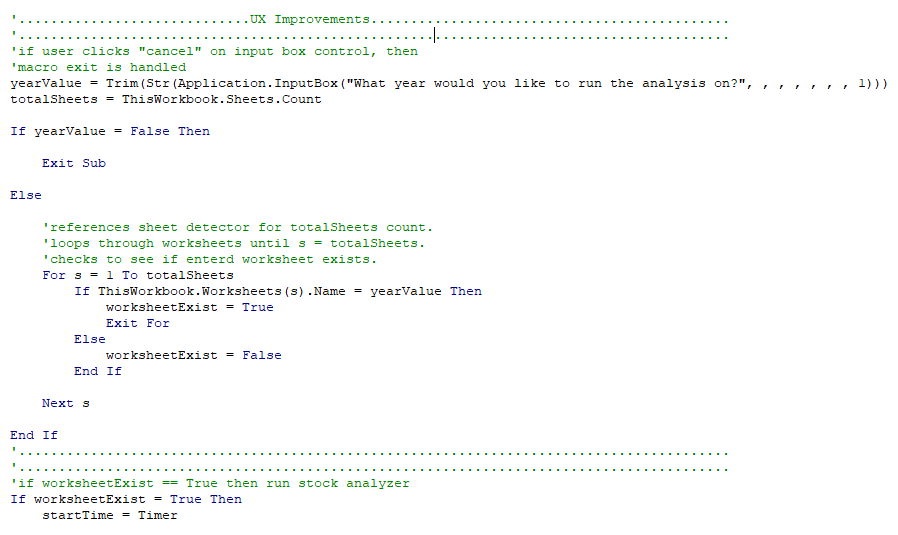 '.............................UX Improvements.............................................
'.........................................................................................
'if user clicks "cancel" on input box control, then
'macro exit is handled
yearValue = Trim(Str(Application.InputBox("What year would you like to run the analysis on?", , , , , , , 1)))
totalSheets = ThisWorkbook.Sheets.Count
If yearValue = False Then
Exit Sub
Else
'references sheet detector for totalSheets count.
'loops through worksheets until s = totalSheets.
'checks to see if enterd worksheet exists.
For s = 1 To totalSheets
If ThisWorkbook.Worksheets(s).Name = yearValue Then
worksheetExist = True
Exit For
Else
worksheetExist = False
End If
Next s
End If
'.........................................................................................
'.........................................................................................
'if worksheetExist == True then run stock analyzer
If worksheetExist = True Then
startTime = Timer